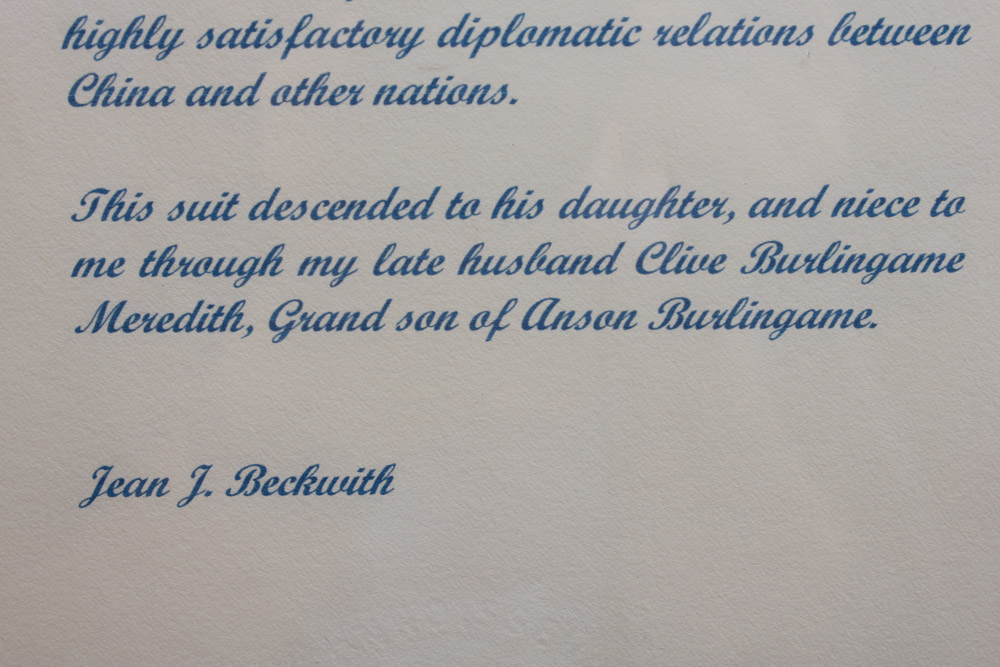 highly satisfactory diplomatic relations between
China and other nations.
This suit descended to his daughter, and niece to
me through my late husband Clive Burlingame
Meredith, Grand son of Anson Burlingame.
Jean J. Beckwith